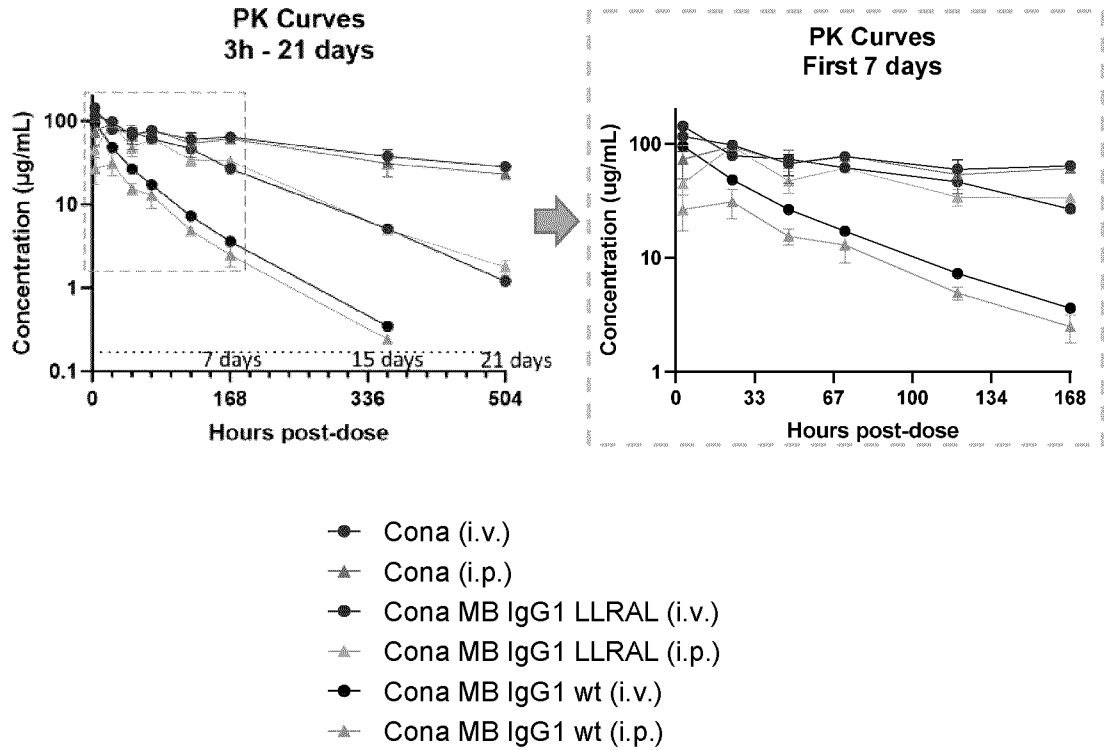 PK Curves
3h - 21 days
Concentration (µg/mL)
100
10
1
0.1
7 days
15 days
21 days
0
168
336
504
Hours post-dose
PK Curves
First 7 days
Concentration (ug/mL)
100
10
1
0
33
67
100
134
168
Hours post-dose
Cona (i.v.)
Cona (i.p.)
Cona MB IgG1 LLRAL (i.v.)
Cona MB IgG1 LLRAL (i.p.)
Cona MB IgG1 wt (i.v.)
Cona MB IgG1 wt (i.p.)